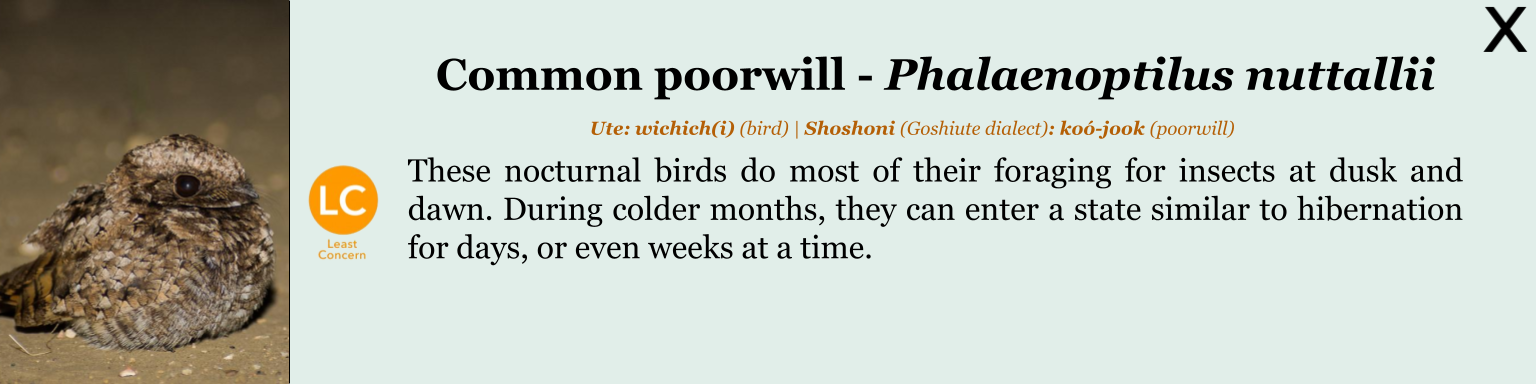 X
Common poorwill - Phalaenoptilus nuttallii
Ute: wichich(i) (bird) | Shoshoni (Goshiute dialect): koó-jook (poorwill)
These nocturnal birds do most of their foraging for insects at dusk and
dawn. During colder months, they can enter a state similar to hibernation
for days, or even weeks at a time.
LC
Least
Concern